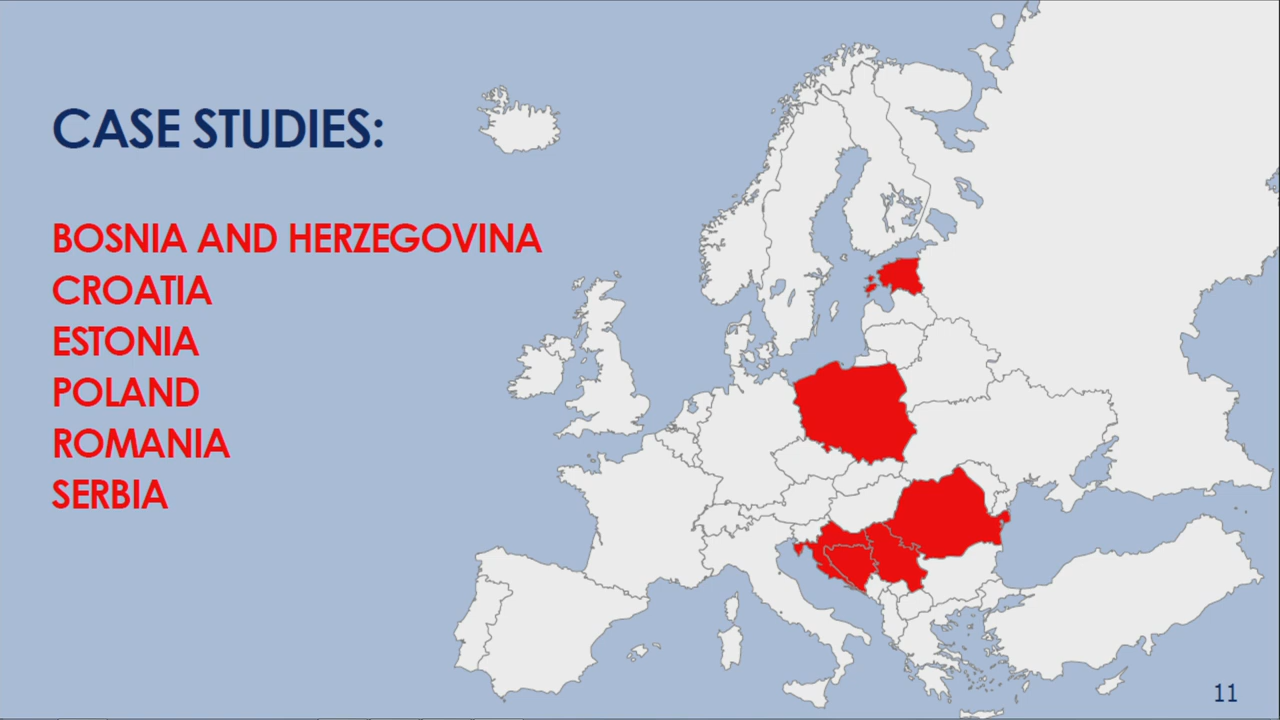 CASE STUDIES:
BOSNIA AND HERZEGOVINA
CROATIA
ESTONIA
POLAND
ROMANIA
SERBIA
11